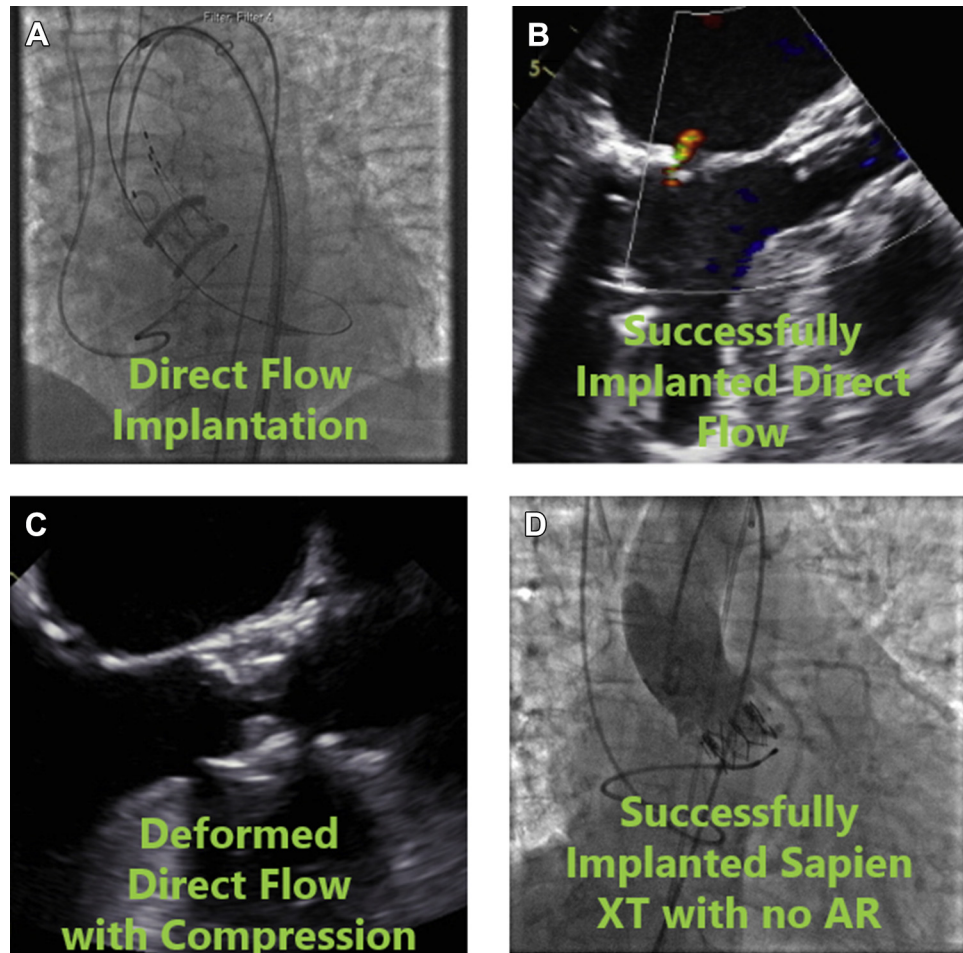 A
Filter: Filter 4
Direct Flow
Implantation
B
5
Successfully
Implanted Direct
Flow
C
Deformed
Direct Flow
with Compression
D
Successfully
Implanted Sapien
XT with no AR